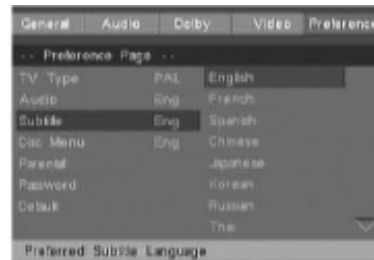 General Audio Dolby Video Preference
-- Preference Page --
TV Type PAL English
Audio Eng French
Subtitle Eng Spanish
Disc Menu Eng Chinese
Parental Japanese
Password Korean
Default Russian
Thai
Preferred Subtitle Language